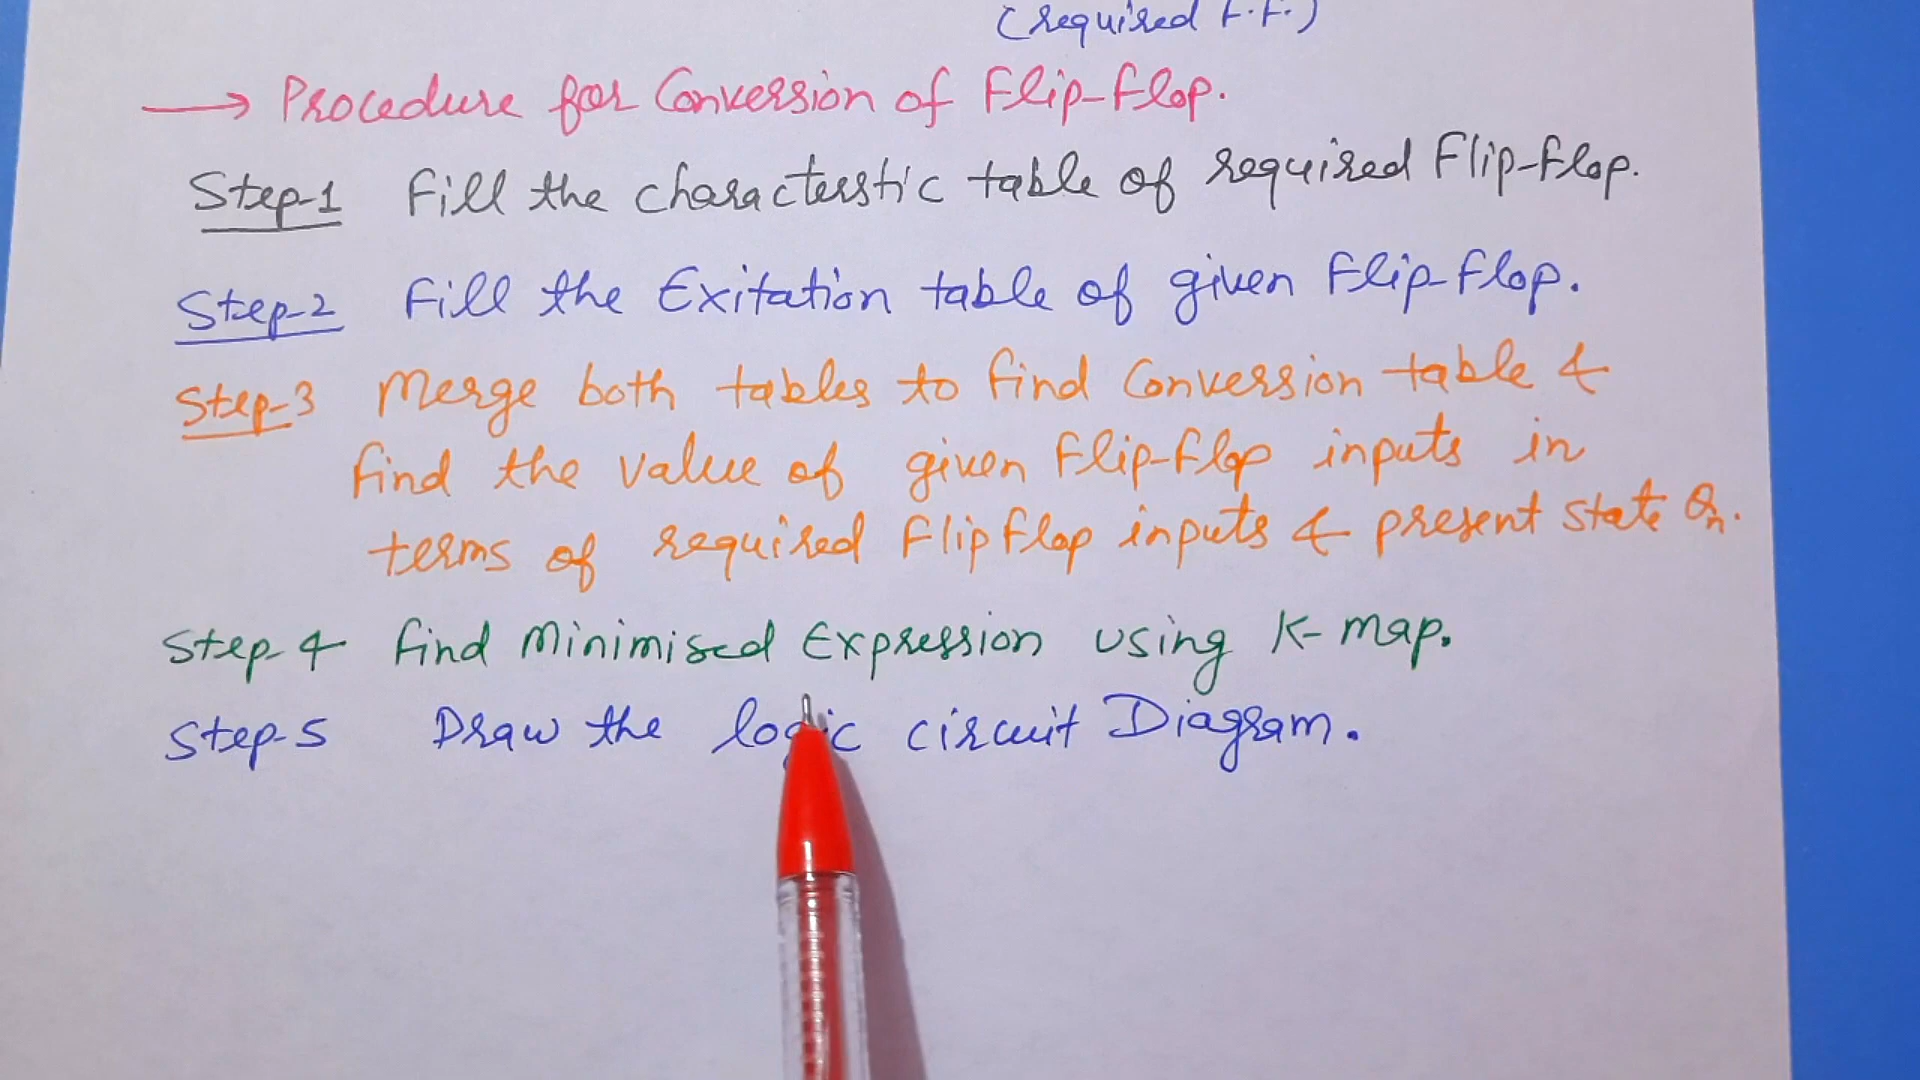 (required F.F.)
→ Procedure for Conversion of Flip-flop.
Step-1 Fill the characterstic table of required Flip-flop.
Step-2 Fill the Exitation table of given Flip-flop.
Step-3 Merge both tables to find Conversion table &
find the value of given Flip-flop inputs in
terms of required Flip flop inputs & present state Qn.
Step-4 find Minimised Expression using K-map.
Step-5 Draw the logic circuit Diagram.